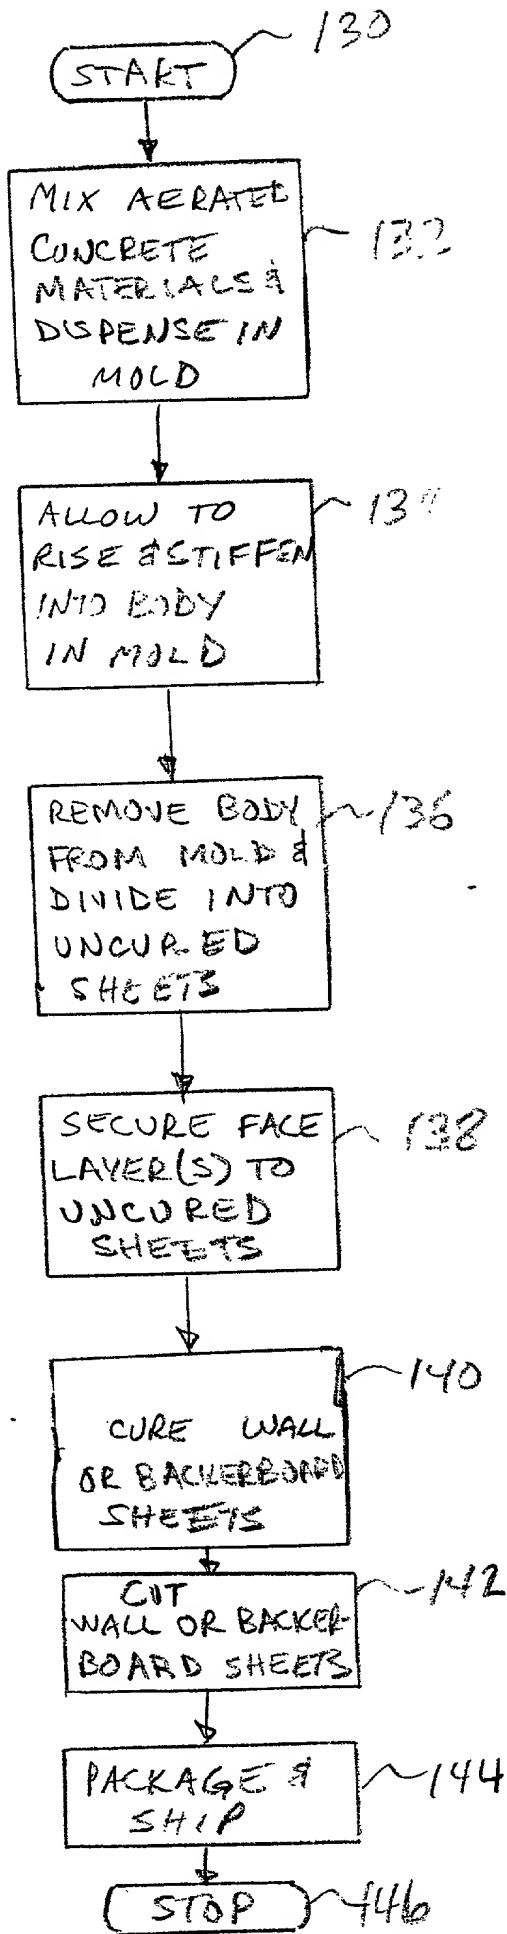 130
START
MIX AERATED
CONCRETE
MATERIALS &
DISPENSE IN
MOLD
132
ALLOW TO
RISE & STIFFEN
INTO BODY
IN MOLD
REMOVE BODY
FROM MOLD &
DIVIDE INTO
UNCURED
SHEETS
136
SECURE FACE
LAYER(S) TO
UNCURED
SHEETS
138
140
CURE WALL
OR BACKERBOARD
SHEETS
CUT
WALL OR BACKER-
BOARD SHEETS
142
PACKAGE &
SHIP
144
STOP
146